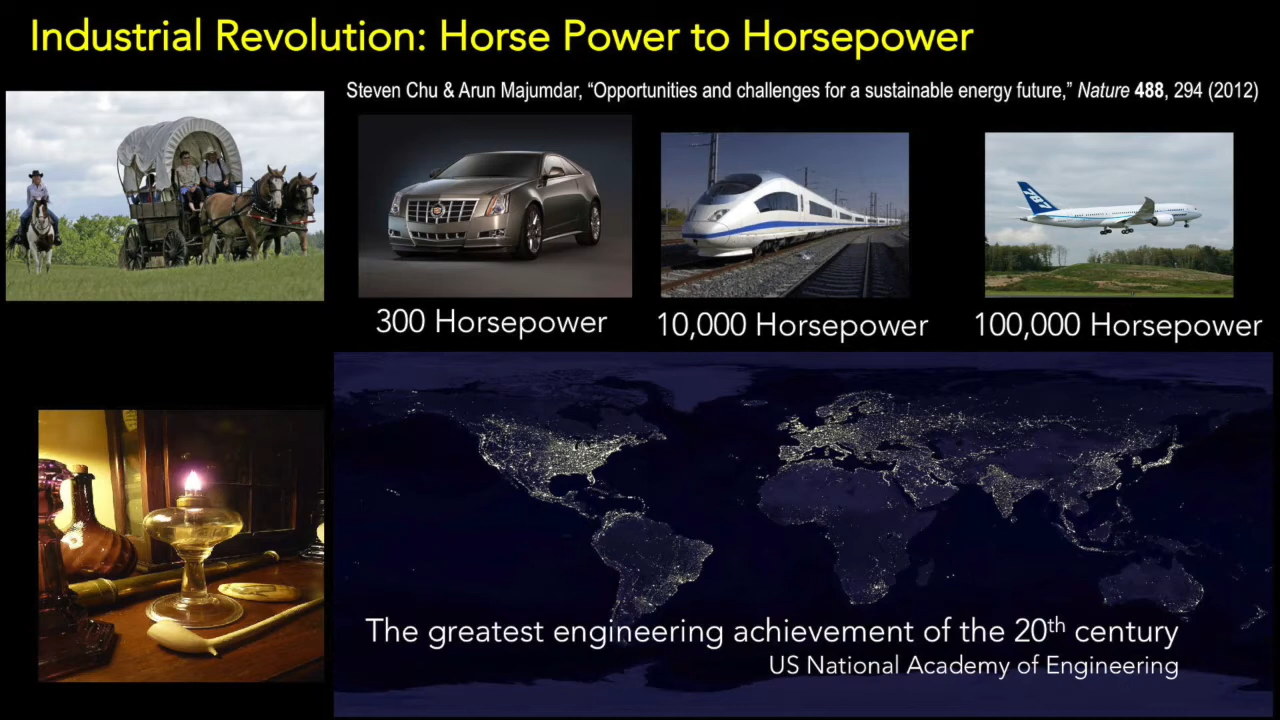 Industrial Revolution: Horse Power to Horsepower
Steven Chu & Arun Majumdar, “Opportunities and challenges for a sustainable energy future,” Nature 488, 294 (2012)
787
300 Horsepower
10,000 Horsepower
100,000 Horsepower
The greatest engineering achievement of the 20th century
US National Academy of Engineering